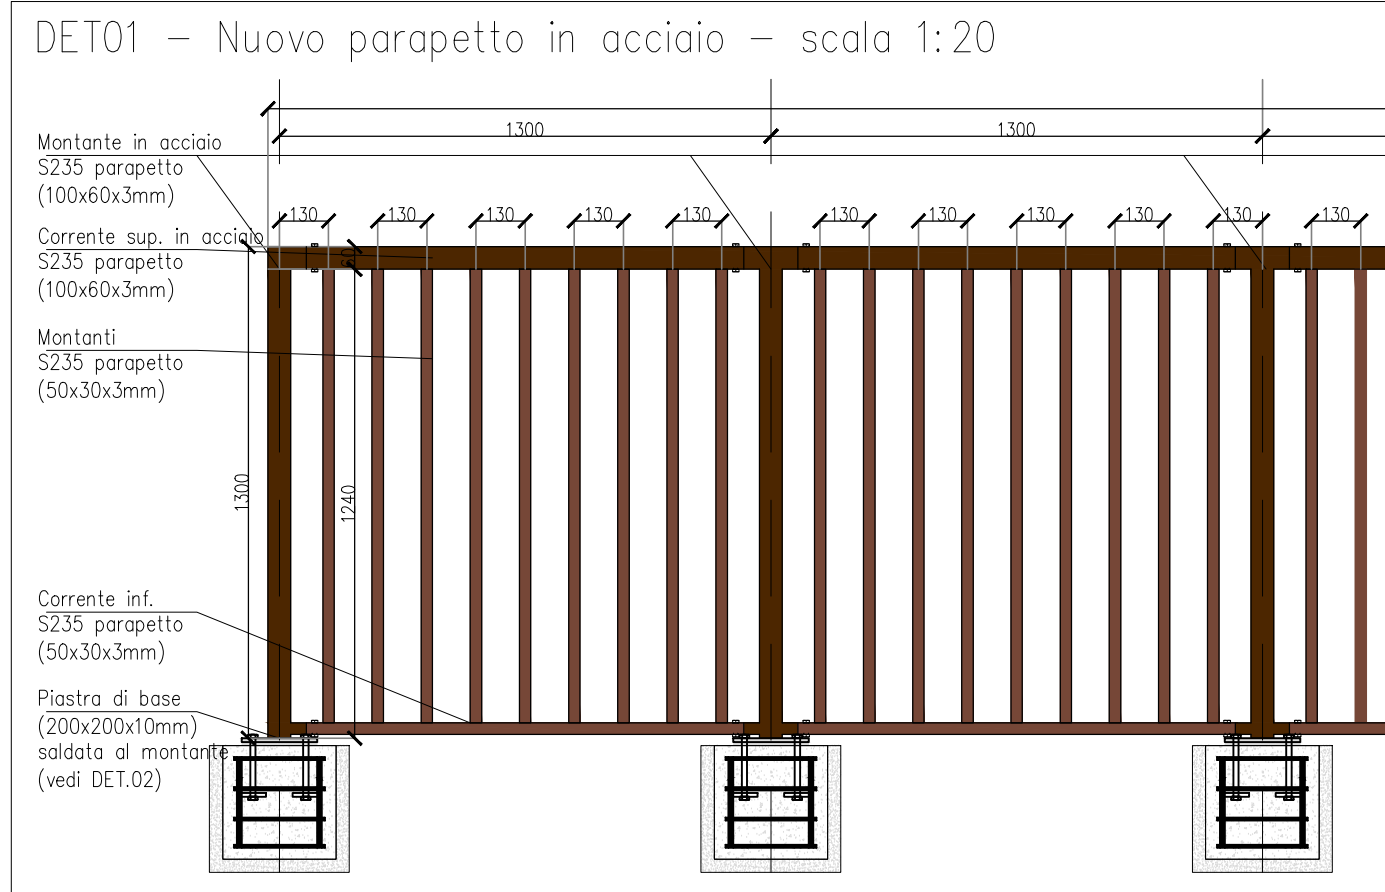 DET01 – Nuovo parapetto in acciaio – scala 1:20
1300
1300
Montante in acciaio
S235 parapetto
(100x60x3mm)
130 130 130 130 130 130 130 130 130 130 130
Corrente sup. in acciaio
S235 parapetto
(100x60x3mm)
60
Montanti
S235 parapetto
(50x30x3mm)
1300
1240
Corrente inf.
S235 parapetto
(50x30x3mm)
Piastra di base
(200x200x10mm)
saldata al montante
(vedi DET.02)